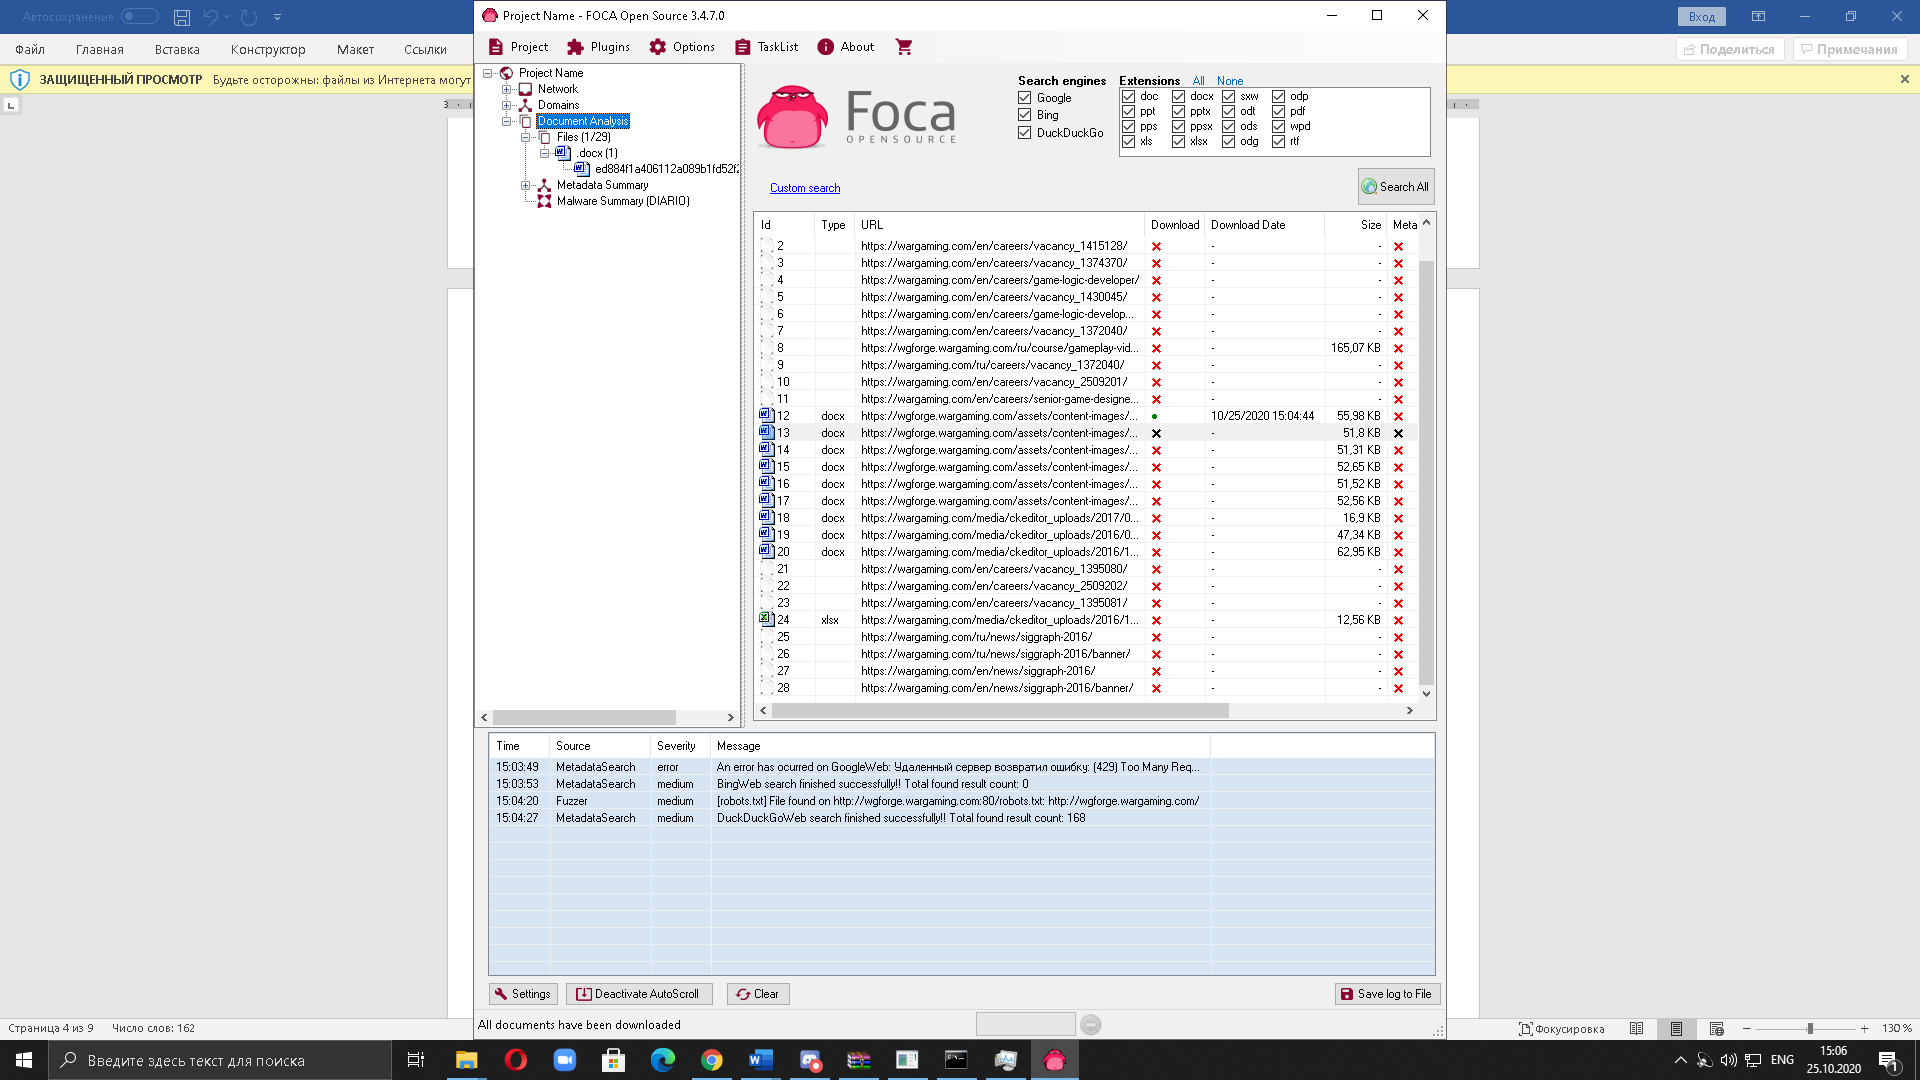 Автосохранение
Вход
Project Name - FOCA Open Source 3.4.7.0
Файл Главная Вставка Конструктор Макет Ссылки
Поделиться Примечания
Project Plugins Options TaskList About
ЗАЩИЩЕННЫЙ ПРОСМОТР Будьте осторожны: файлы из Интернета могут
3
Project Name
Network
Domains
Document Analysis
Files (1/29)
.docx (1)
ed884f1a406112a089b1fd52f2
Metadata Summary
Malware Summary (DIARIO)
Foca
OPENSOURCE
Search engines
Google
Bing
DuckDuckGo
Extensions All None
doc docx sxw odp
ppt pptx odt pdf
pps ppsx ods wpd
xls xlsx odg rtf
Custom search
Search All
Id Type URL Download Download Date Size Meta
2 https://wargaming.com/en/careers/vacancy_1415128/ - -
3 https://wargaming.com/en/careers/vacancy_1374370/ - -
4 https://wargaming.com/en/careers/game-logic-developer/ - -
5 https://wargaming.com/en/careers/vacancy_1430045/ - -
6 https://wargaming.com/en/careers/game-logic-develop... - -
7 https://wargaming.com/en/careers/vacancy_1372040/ - -
8 https://wgforge.wargaming.com/ru/course/gameplay-vid... - 165,07 KB
9 https://wargaming.com/ru/careers/vacancy_1372040/ - -
10 https://wargaming.com/en/careers/vacancy_2509201/ - -
11 https://wargaming.com/en/careers/senior-game-designe... - -
12 docx https://wgforge.wargaming.com/assets/content-images/... 10/25/2020 15:04:44 55,98 KB
13 docx https://wgforge.wargaming.com/assets/content-images/... - 51,8 KB
14 docx https://wgforge.wargaming.com/assets/content-images/... - 51,31 KB
15 docx https://wgforge.wargaming.com/assets/content-images/... - 52,65 KB
16 docx https://wgforge.wargaming.com/assets/content-images/... - 51,52 KB
17 docx https://wgforge.wargaming.com/assets/content-images/... - 52,56 KB
18 docx https://wargaming.com/media/ckeditor_uploads/2017/0... - 16,9 KB
19 docx https://wargaming.com/media/ckeditor_uploads/2016/0... - 47,34 KB
20 docx https://wargaming.com/media/ckeditor_uploads/2016/1... - 62,95 KB
21 https://wargaming.com/en/careers/vacancy_1395080/ - -
22 https://wargaming.com/en/careers/vacancy_2509202/ - -
23 https://wargaming.com/en/careers/vacancy_1395081/ - -
24 xlsx https://wargaming.com/media/ckeditor_uploads/2016/1... - 12,56 KB
25 https://wargaming.com/ru/news/siggraph-2016/ - -
26 https://wargaming.com/ru/news/siggraph-2016/banner/ - -
27 https://wargaming.com/en/news/siggraph-2016/ - -
28 https://wargaming.com/en/news/siggraph-2016/banner/ - -
Time Source Severity Message
15:03:49 MetadataSearch error An error has ocurred on GoogleWeb: Удаленный сервер возвратил ошибку: (429) Too Many Req...
15:03:53 MetadataSearch medium BingWeb search finished successfully!! Total found result count: 0
15:04:20 Fuzzer medium [robots.txt] File found on http://wgforge.wargaming.com:80/robots.txt: http://wgforge.wargaming.com/
15:04:27 MetadataSearch medium DuckDuckGoWeb search finished successfully!! Total found result count: 168
Settings Deactivate AutoScroll Clear Save log to File
All documents have been downloaded
Страница 4 из 9 Число слов: 162
Фокусировка 130 %
Введите здесь текст для поиска
ENG
15:06
25.10.2020
1